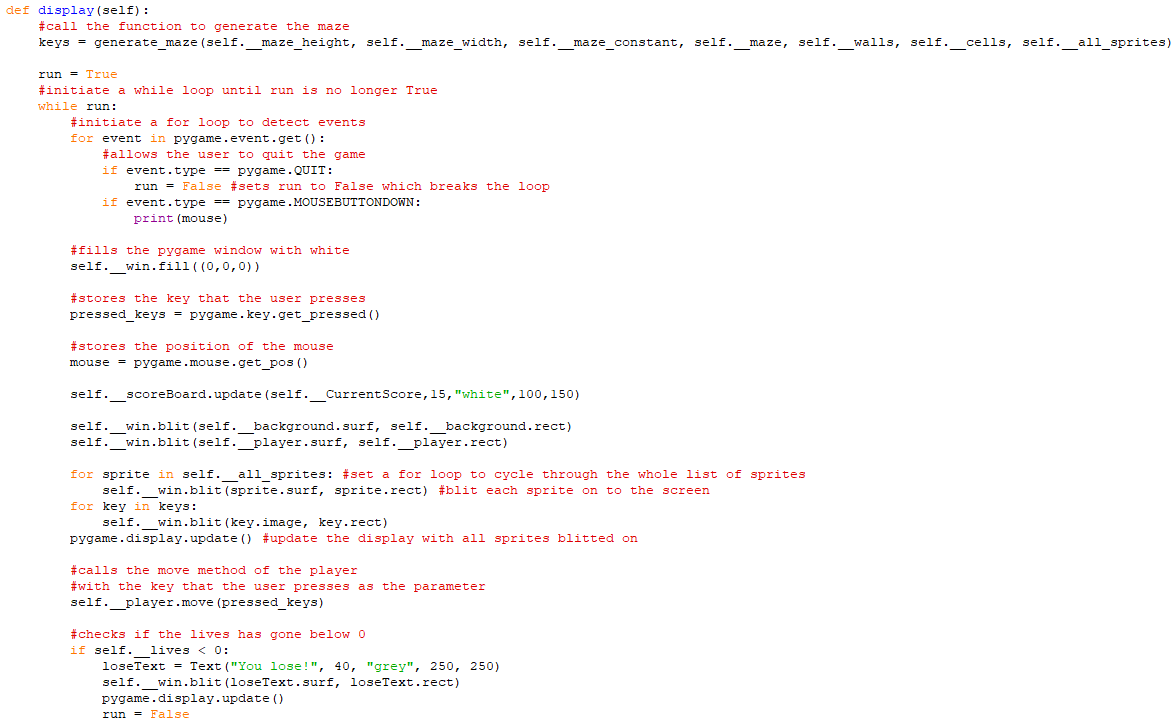 def display(self):
    #call the function to generate the maze
    keys = generate_maze(self.__maze_height, self.__maze_width, self.__maze_constant, self.__maze, self.__walls, self.__cells, self.__all_sprites)

    run = True
    #initiate a while loop until run is no longer True
    while run:
        #initiate a for loop to detect events
        for event in pygame.event.get():
            #allows the user to quit the game
            if event.type == pygame.QUIT:
                run = False #sets run to False which breaks the loop
            if event.type == pygame.MOUSEBUTTONDOWN:
                print(mouse)

        #fills the pygame window with white
        self.__win.fill((0,0,0))

        #stores the key that the user presses
        pressed_keys = pygame.key.get_pressed()

        #stores the position of the mouse
        mouse = pygame.mouse.get_pos()

        self.__scoreBoard.update(self.__CurrentScore,15,"white",100,150)

        self.__win.blit(self.__background.surf, self.__background.rect)
        self.__win.blit(self.__player.surf, self.__player.rect)

        for sprite in self.__all_sprites: #set a for loop to cycle through the whole list of sprites
            self.__win.blit(sprite.surf, sprite.rect) #blit each sprite on to the screen
        for key in keys:
            self.__win.blit(key.image, key.rect)
        pygame.display.update() #update the display with all sprites blitted on

        #calls the move method of the player
        #with the key that the user presses as the parameter
        self.__player.move(pressed_keys)

        #checks if the lives has gone below 0
        if self.__lives < 0:
            loseText = Text("You lose!", 40, "grey", 250, 250)
            self.__win.blit(loseText.surf, loseText.rect)
            pygame.display.update()
            run = False